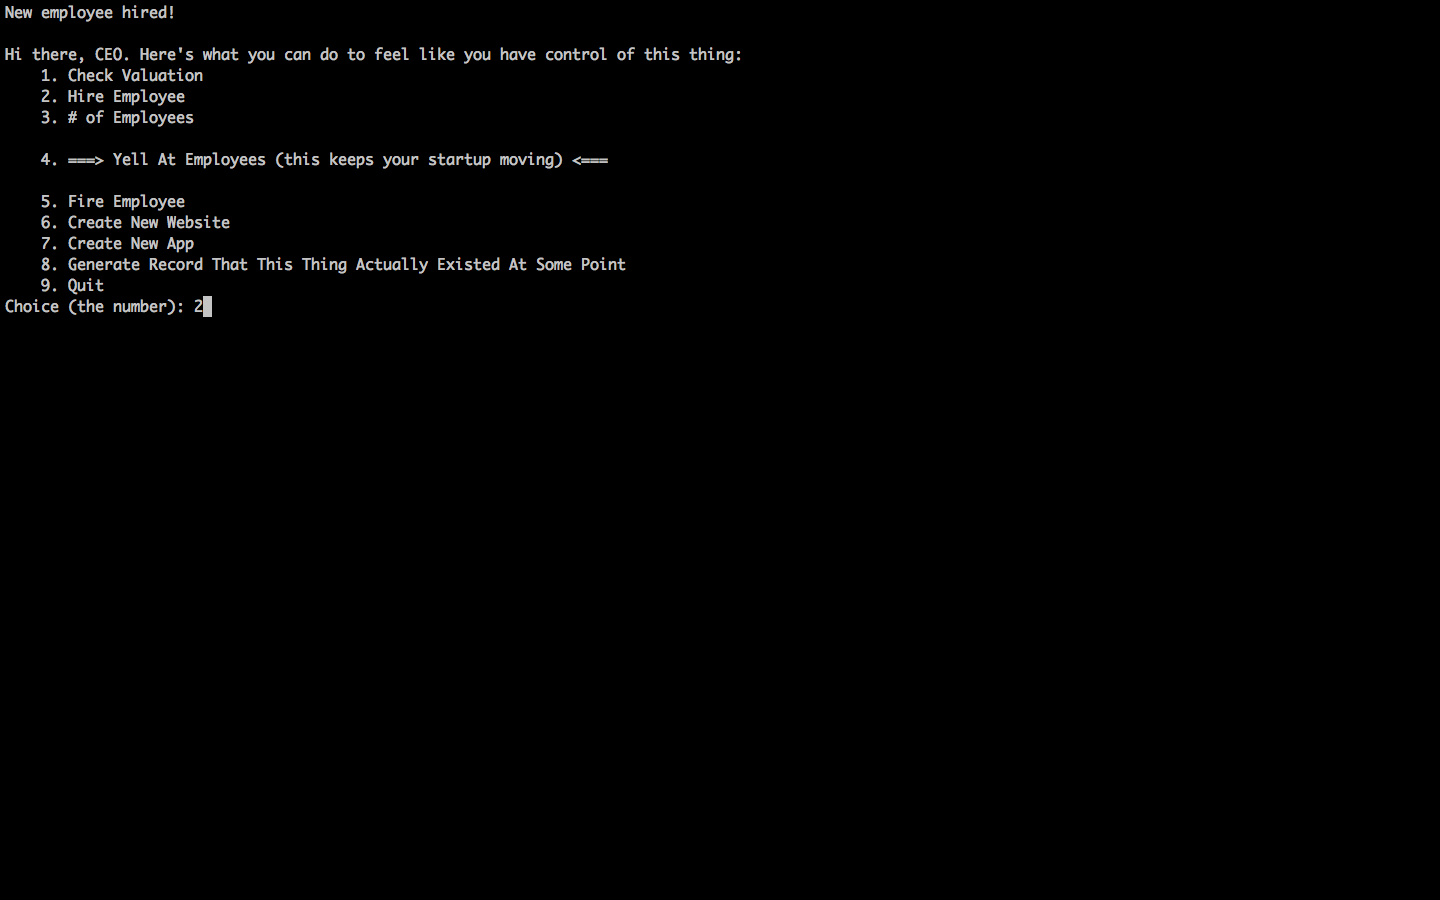 New employee hired!
Hi there, CEO. Here's what you can do to feel like you have control of this thing:
1. Check Valuation
2. Hire Employee
3. # of Employees
4. ===> Yell At Employees (this keeps your startup moving) <===
5. Fire Employee
6. Create New Website
7. Create New App
8. Generate Record That This Thing Actually Existed At Some Point
9. Quit
Choice (the number): 2